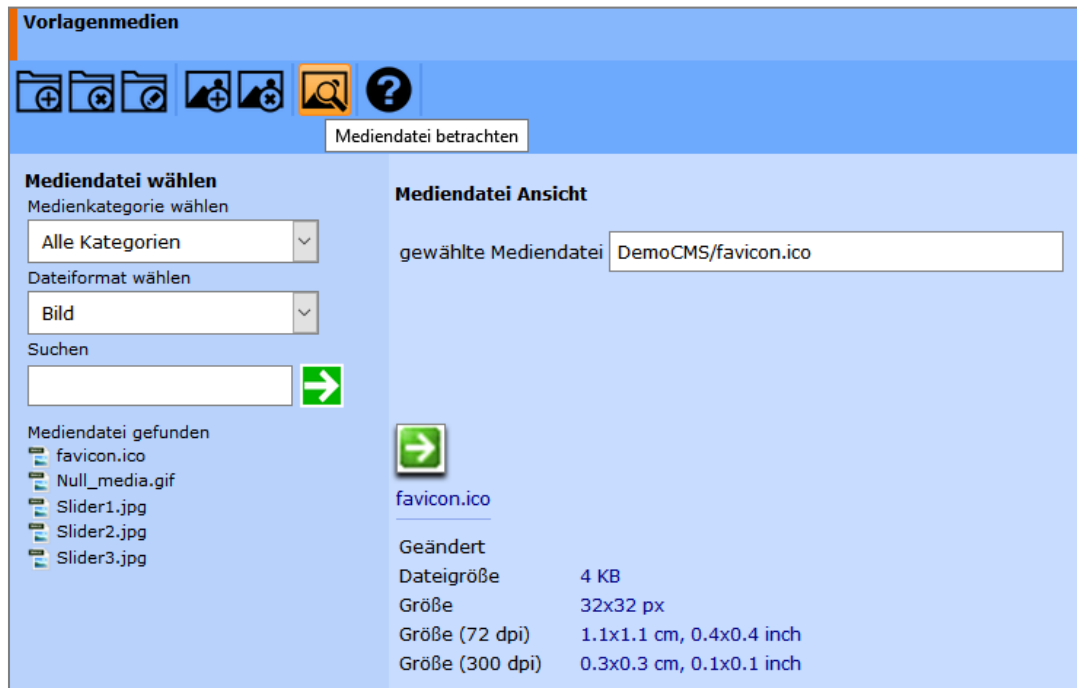 Vorlagenmedien
Mediendatei betrachten
Mediendatei wählen
Medienkategorie wählen
Alle Kategorien
Dateiformat wählen
Bild
Suchen
Mediendatei gefunden
favicon.ico
Null_media.gif
Slider1.jpg
Slider2.jpg
Slider3.jpg
Mediendatei Ansicht
gewählte Mediendatei DemoCMS/favicon.ico
favicon.ico
Geändert
Dateigröße 4 KB
Größe 32x32 px
Größe (72 dpi) 1.1x1.1 cm, 0.4x0.4 inch
Größe (300 dpi) 0.3x0.3 cm, 0.1x0.1 inch